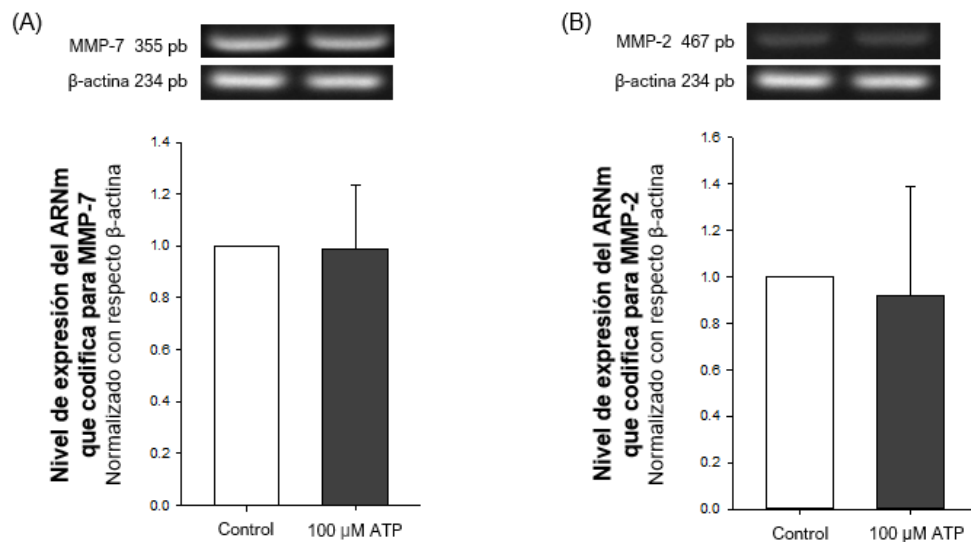 (A)
MMP-7 355 pb
β-actina 234 pb
Nivel de expresión del ARNm
que codifica para MMP-7
Normalizado con respecto β-actina
1.4
1.2
1.0
0.8
0.6
0.4
0.2
0.0
Control 100 µM ATP
(B)
MMP-2 467 pb
β-actina 234 pb
Nivel de expresión del ARNm
que codifica para MMP-2
Normalizado con respecto β-actina
1.6
1.4
1.2
1.0
0.8
0.6
0.4
0.2
0.0
Control 100 µM ATP